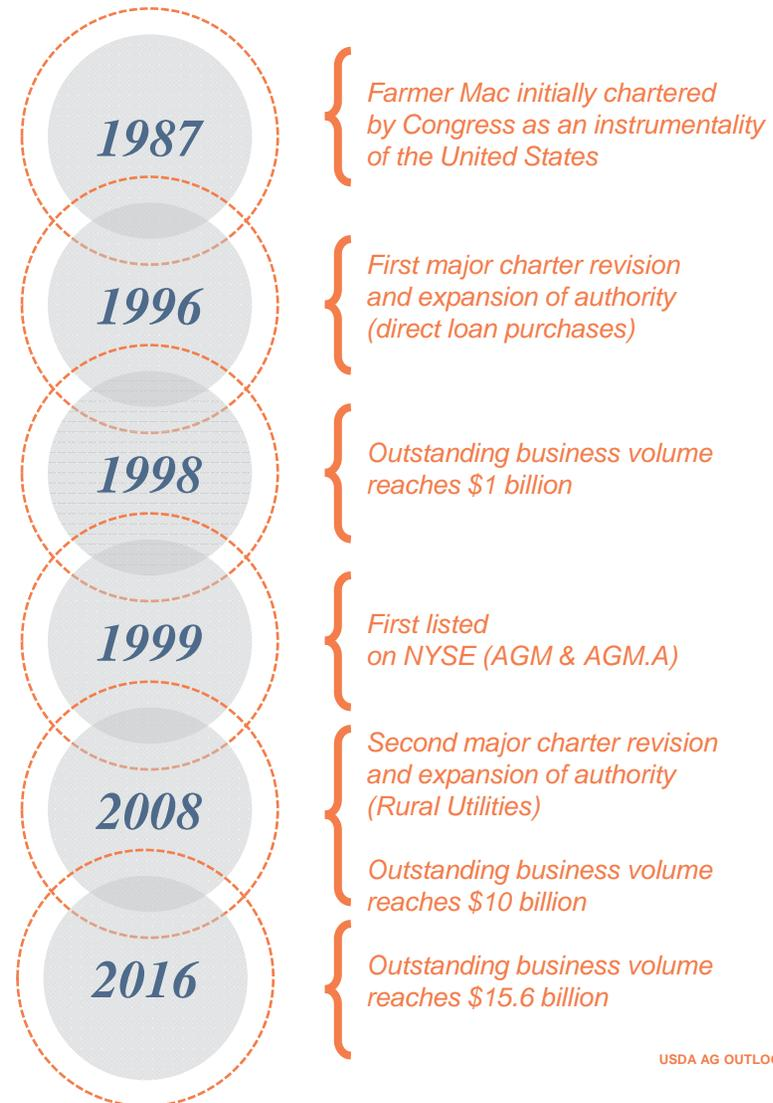 1987
Farmer Mac initially chartered
by Congress as an instrumentality
of the United States
1996
First major charter revision
and expansion of authority
(direct loan purchases)
1998
Outstanding business volume
reaches $1 billion
1999
First listed
on NYSE (AGM & AGM.A)
2008
Second major charter revision
and expansion of authority
(Rural Utilities)
Outstanding business volume
reaches $10 billion
2016
Outstanding business volume
reaches $15.6 billion
USDA AG